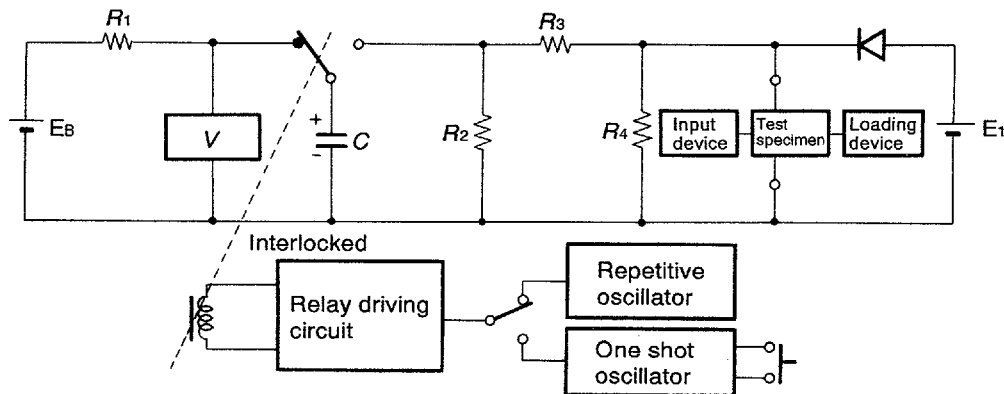 R1
R3
EB
V
+
-
C
R2
R4
Input
device
Test
specimen
Loading
device
E1
Interlocked
Relay driving
circuit
Repetitive
oscillator
One shot
oscillator